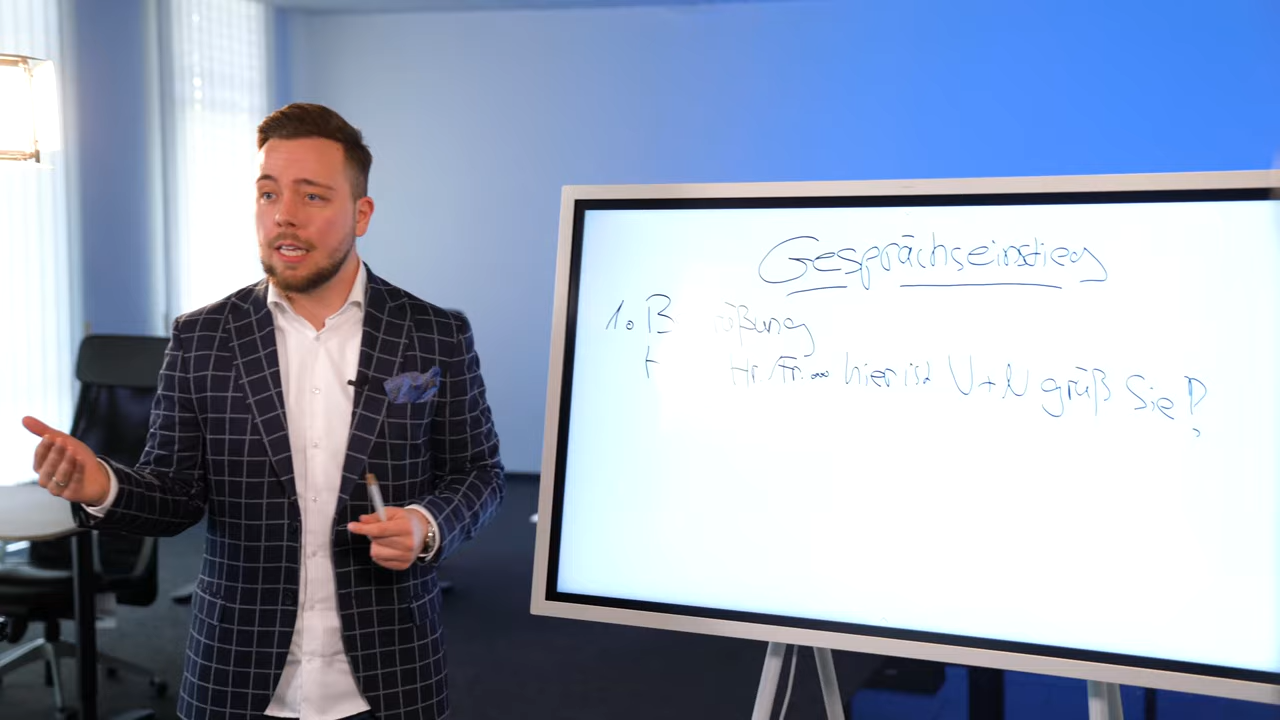 Gesprächseinstieg
1. B ßung
H Hr./Fr. ... hier ist V+N grüß Sie!